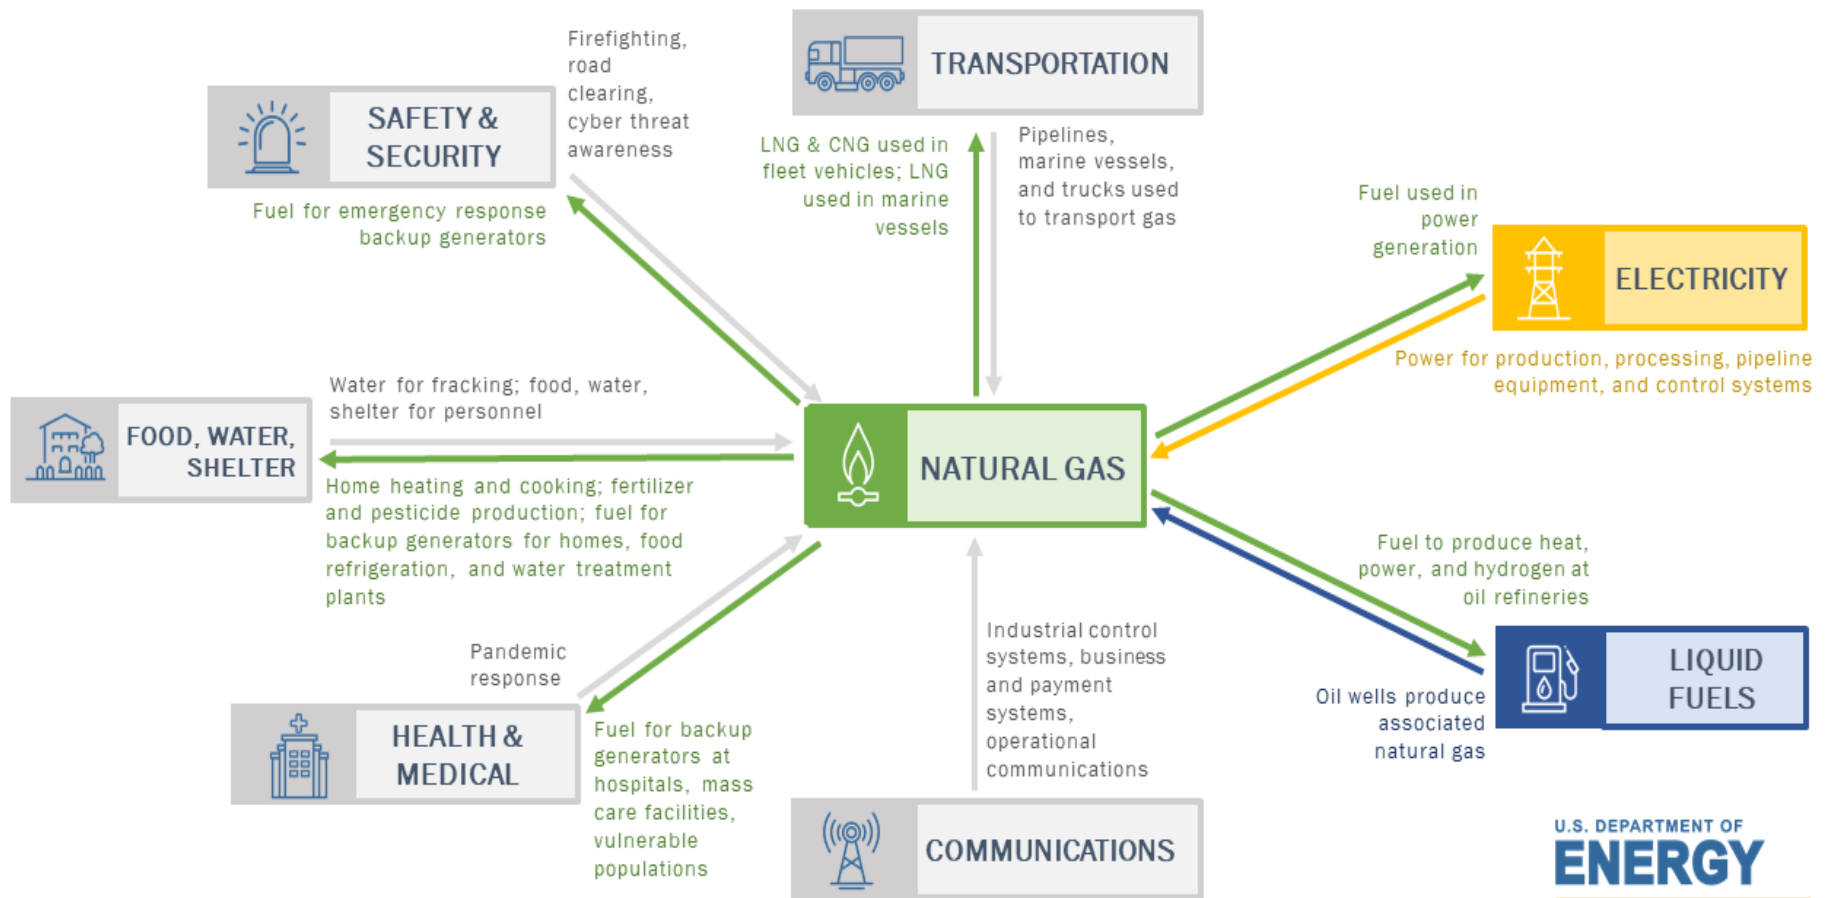 Firefighting,
road
clearing,
cyber threat
awareness
SAFETY &
SECURITY
Fuel for emergency response
backup generators
TRANSPORTATION
LNG & CNG used in
fleet vehicles; LNG
used in marine
vessels
Pipelines,
marine vessels,
and trucks used
to transport gas
Fuel used in
power
generation
ELECTRICITY
Power for production, processing, pipeline
equipment, and control systems
Water for fracking; food, water,
shelter for personnel
FOOD, WATER,
SHELTER
Home heating and cooking; fertilizer
and pesticide production; fuel for
backup generators for homes, food
refrigeration, and water treatment
plants
NATURAL GAS
Fuel to produce heat,
power, and hydrogen at
oil refineries
LIQUID
FUELS
Oil wells produce
associated
natural gas
Pandemic
response
HEALTH &
MEDICAL
Fuel for backup
generators at
hospitals, mass
care facilities,
vulnerable
populations
Industrial control
systems, business
and payment
systems,
operational
communications
COMMUNICATIONS
U.S. DEPARTMENT OF
ENERGY